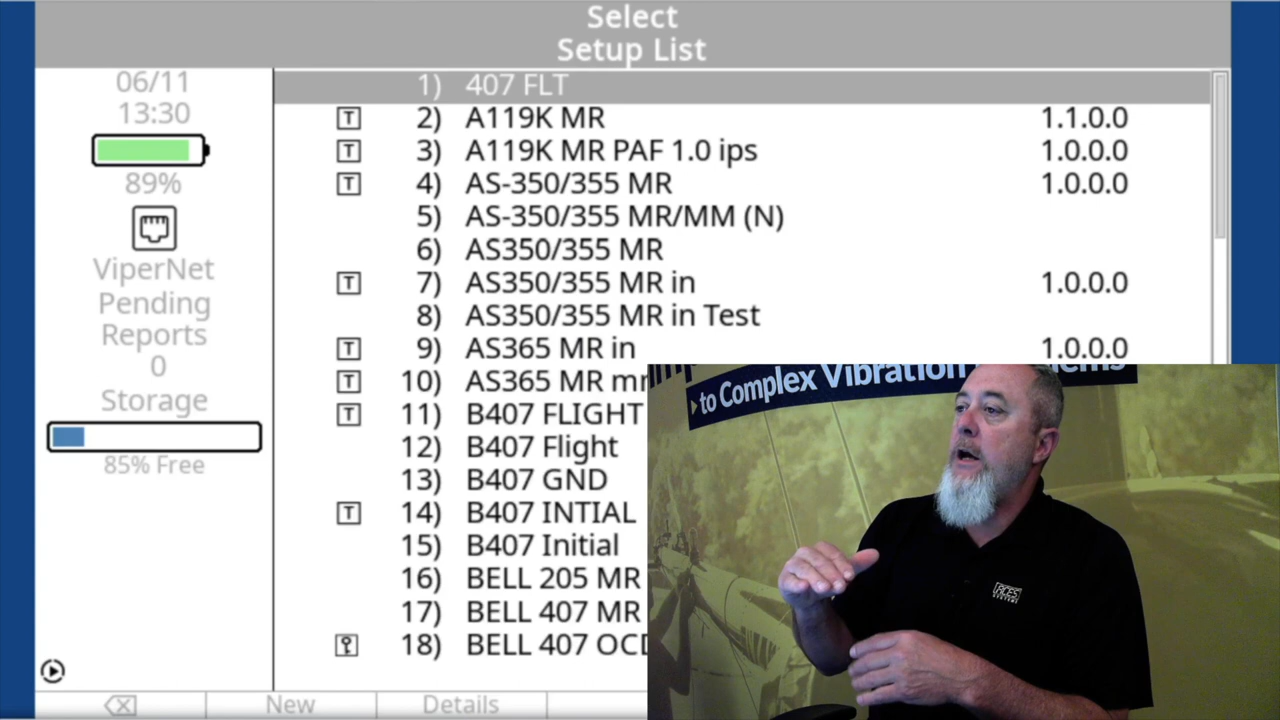 Select
Setup List
06/11
13:30
89%
ViperNet
Pending
Reports
0
Storage
85% Free
1) 407 FLT
T 2) A119K MR 1.1.0.0
T 3) A119K MR PAF 1.0 ips 1.0.0.0
T 4) AS-350/355 MR 1.0.0.0
5) AS-350/355 MR/MM (N)
6) AS350/355 MR
T 7) AS350/355 MR in 1.0.0.0
8) AS350/355 MR in Test
T 9) AS365 MR in 1.0.0.0
T 10) AS365 MR
T 11) B407 FLIGHT
12) B407 Flight
13) B407 GND
T 14) B407 INTIAL
15) B407 Initial
16) BELL 205 MR
17) BELL 407 MR
18) BELL 407
New Details
to Complex Vibration
ACES
SYSTEMS